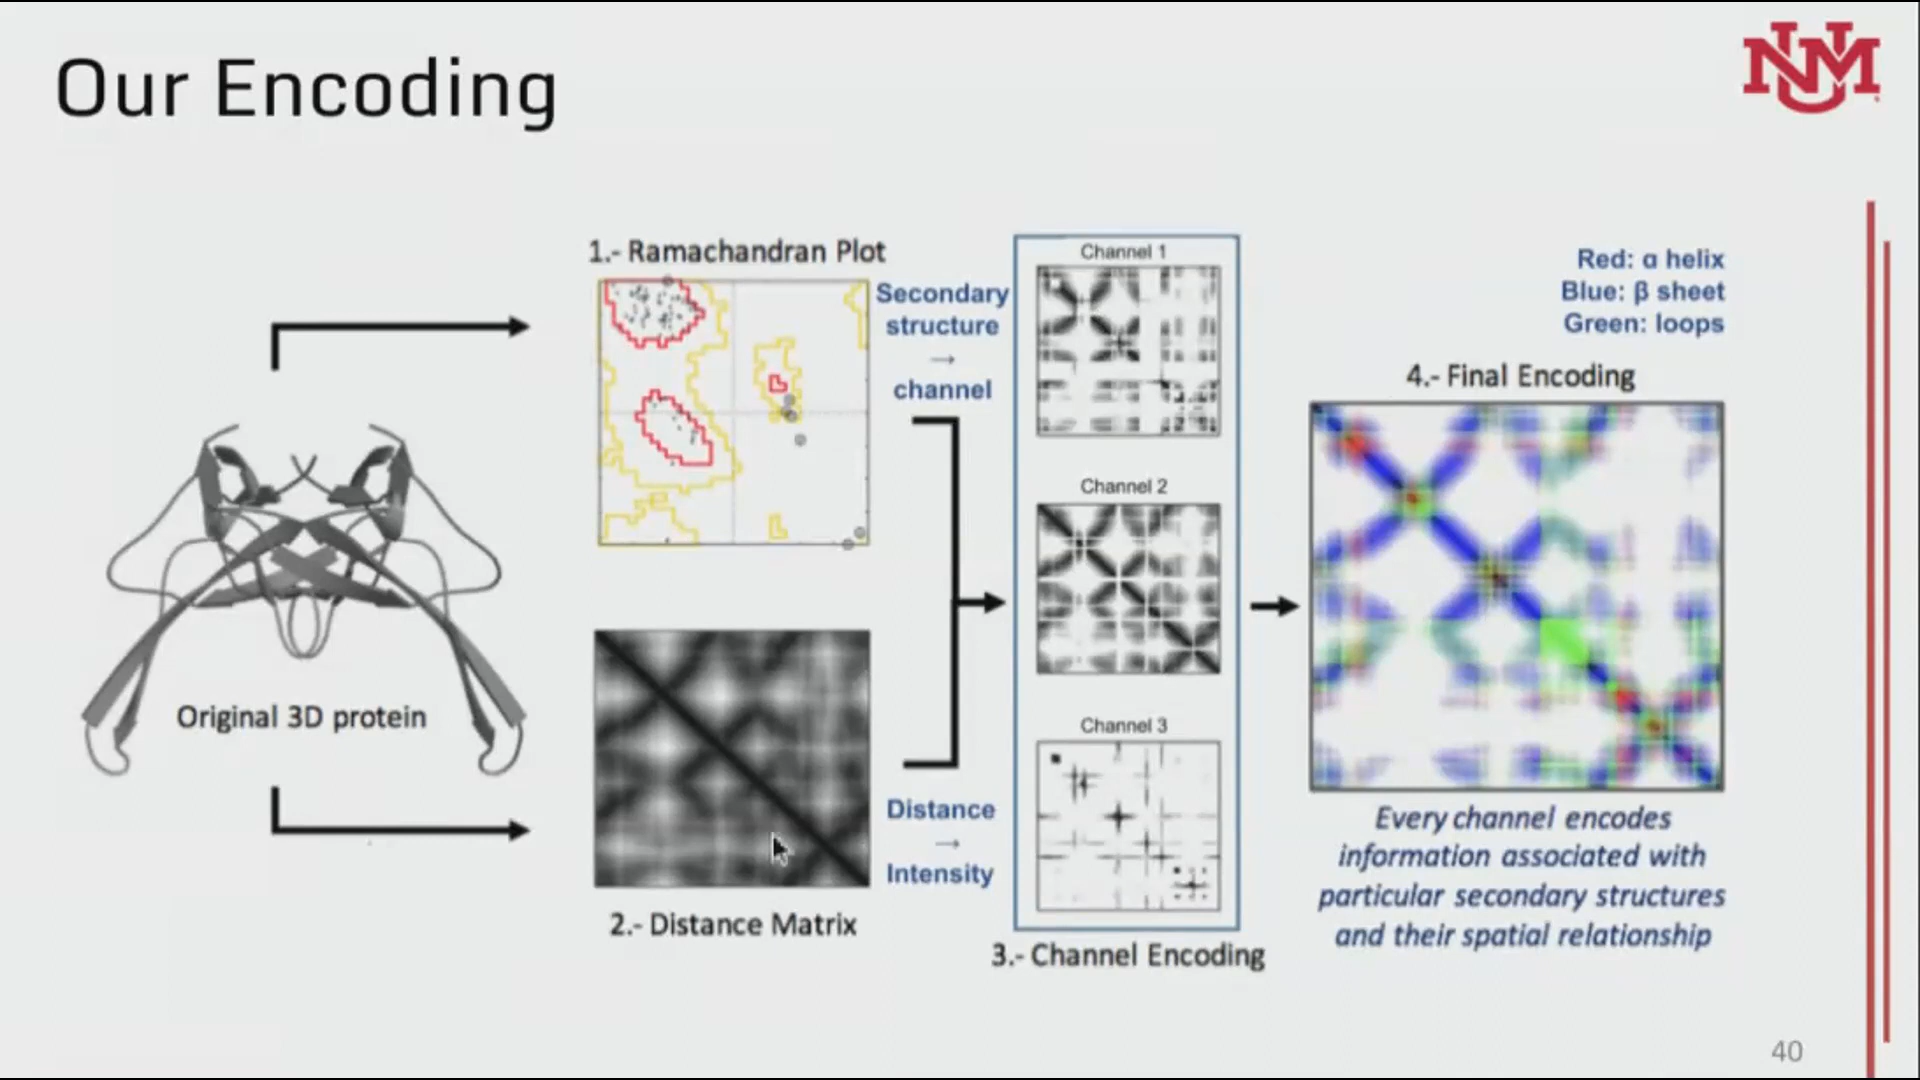 Our Encoding
UNM
1.- Ramachandran Plot
Secondary
structure
→
channel
Original 3D protein
2.- Distance Matrix
Distance
→
Intensity
Channel 1
Channel 2
Channel 3
3.- Channel Encoding
Red: α helix
Blue: β sheet
Green: loops
4.- Final Encoding
Every channel encodes
information associated with
particular secondary structures
and their spatial relationship
40